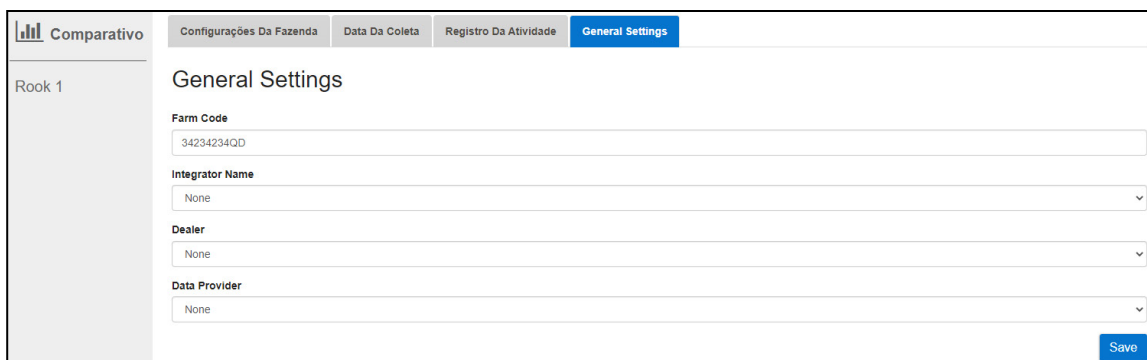 Comparativo
Rook 1
Configurações Da Fazenda Data Da Coleta Registro Da Atividade General Settings
General Settings
Farm Code
34234234QD
Integrator Name
None
Dealer
None
Data Provider
None
Save